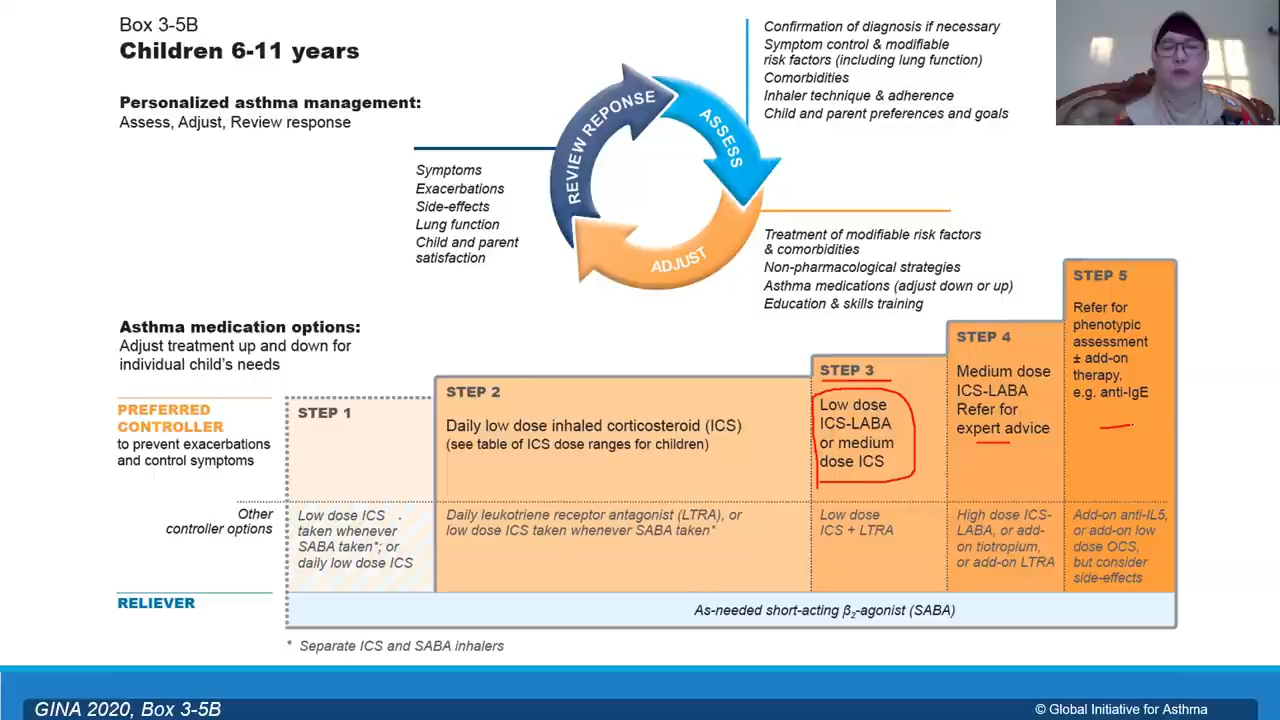 Box 3-5B
Children 6-11 years
Personalized asthma management:
Assess, Adjust, Review response
Confirmation of diagnosis if necessary
Symptom control & modifiable
risk factors (including lung function)
Comorbidities
Inhaler technique & adherence
Child and parent preferences and goals
REVIEW REPONSE
ASSESS
ADJUST
Symptoms
Exacerbations
Side-effects
Lung function
Child and parent
satisfaction
Treatment of modifiable risk factors
& comorbidities
Non-pharmacological strategies
Asthma medications (adjust down or up)
Education & skills training
Asthma medication options:
Adjust treatment up and down for
individual child's needs
PREFERRED
CONTROLLER
to prevent exacerbations
and control symptoms
STEP 1
STEP 2
Daily low dose inhaled corticosteroid (ICS)
(see table of ICS dose ranges for children)
STEP 3
Low dose
ICS-LABA
or medium
dose ICS
STEP 4
Medium dose
ICS-LABA
Refer for
expert advice
STEP 5
Refer for
phenotypic
assessment
± add-on
therapy,
e.g. anti-IgE
Other
controller options
Low dose ICS
taken whenever
SABA taken*; or
daily low dose ICS
Daily leukotriene receptor antagonist (LTRA), or
low dose ICS taken whenever SABA taken*
Low dose
ICS + LTRA
High dose ICS-
LABA, or add-
on tiotropium,
or add-on LTRA
Add-on anti-IL5,
or add-on low
dose OCS,
but consider
side-effects
RELIEVER
As-needed short-acting β2-agonist (SABA)
* Separate ICS and SABA inhalers
GINA 2020, Box 3-5B
© Global Initiative for Asthma